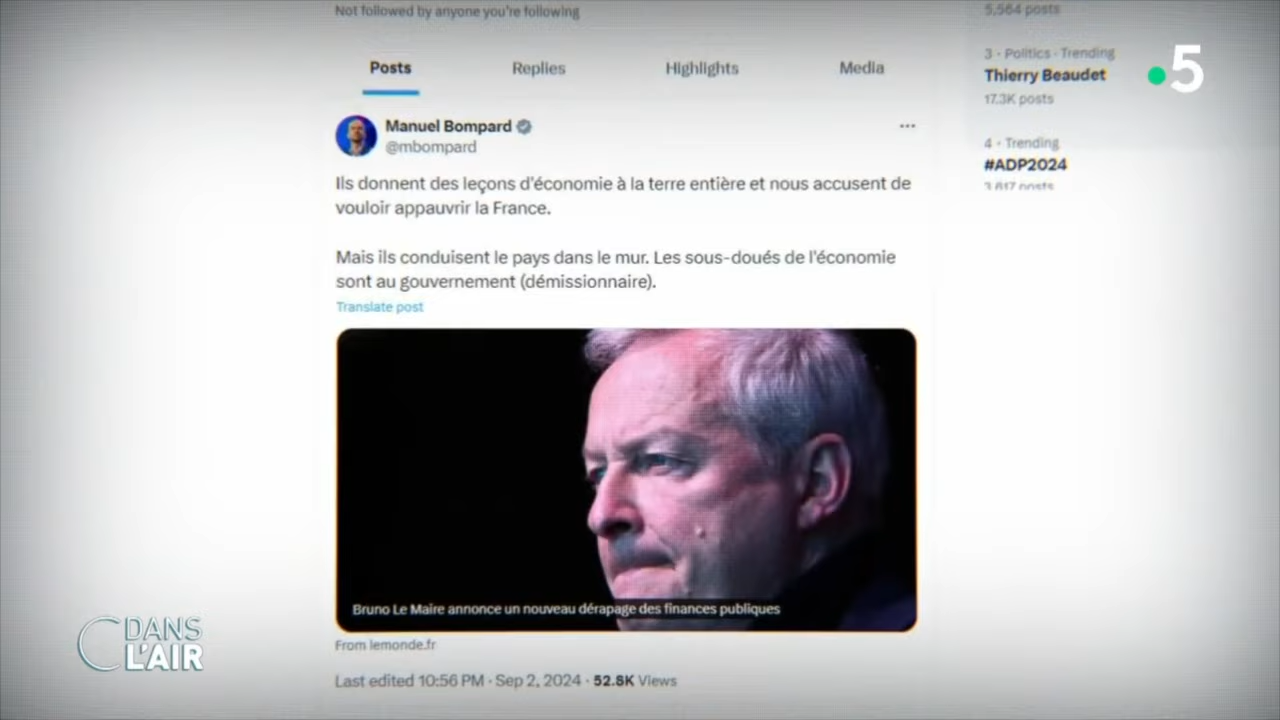 Not followed by anyone you're following
5,564 posts
Posts
Replies
Highlights
Media
3 · Politics · Trending
Thierry Beaudet
17.3K posts
5
Manuel Bompard
@mbompard
4 · Trending
#ADP2024
3,617 posts
Ils donnent des leçons d'économie à la terre entière et nous accusent de
vouloir appauvrir la France.
Mais ils conduisent le pays dans le mur. Les sous-doués de l'économie
sont au gouvernement (démissionnaire).
Translate post
Bruno Le Maire annonce un nouveau dérapage des finances publiques
From lemonde.fr
Last edited 10:56 PM · Sep 2, 2024 · 52.8K Views
C DANS
L'AIR